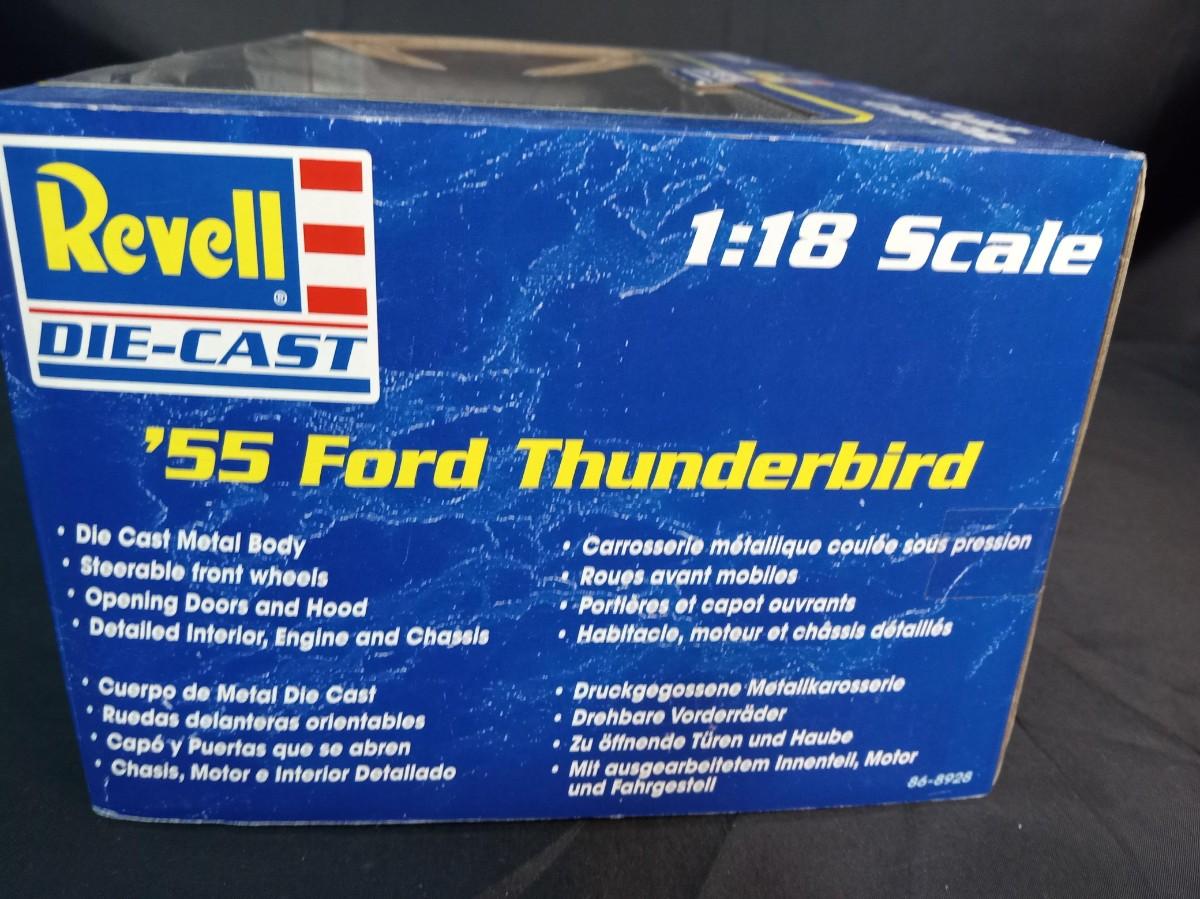 Revell®
DIE-CAST
1:18 Scale
'55 Ford Thunderbird
• Die Cast Metal Body
• Steerable front wheels
• Opening Doors and Hood
• Detailed Interior, Engine and Chassis
• Carrosserie métallique coulée sous pression
• Roues avant mobiles
• Portières et capot ouvrants
• Habitacle, moteur et châssis détaillés
• Cuerpo de Metal Die Cast
• Ruedas delanteras orientables
• Capó y Puertas que se abren
• Chasis, Motor e Interior Detallado
• Druckgegossene Metallkarosserie
• Drehbare Vorderräder
• Zu öffnende Türen und Haube
• Mit ausgearbeitetem Innenteil, Motor
und Fahrgestell
86-8928